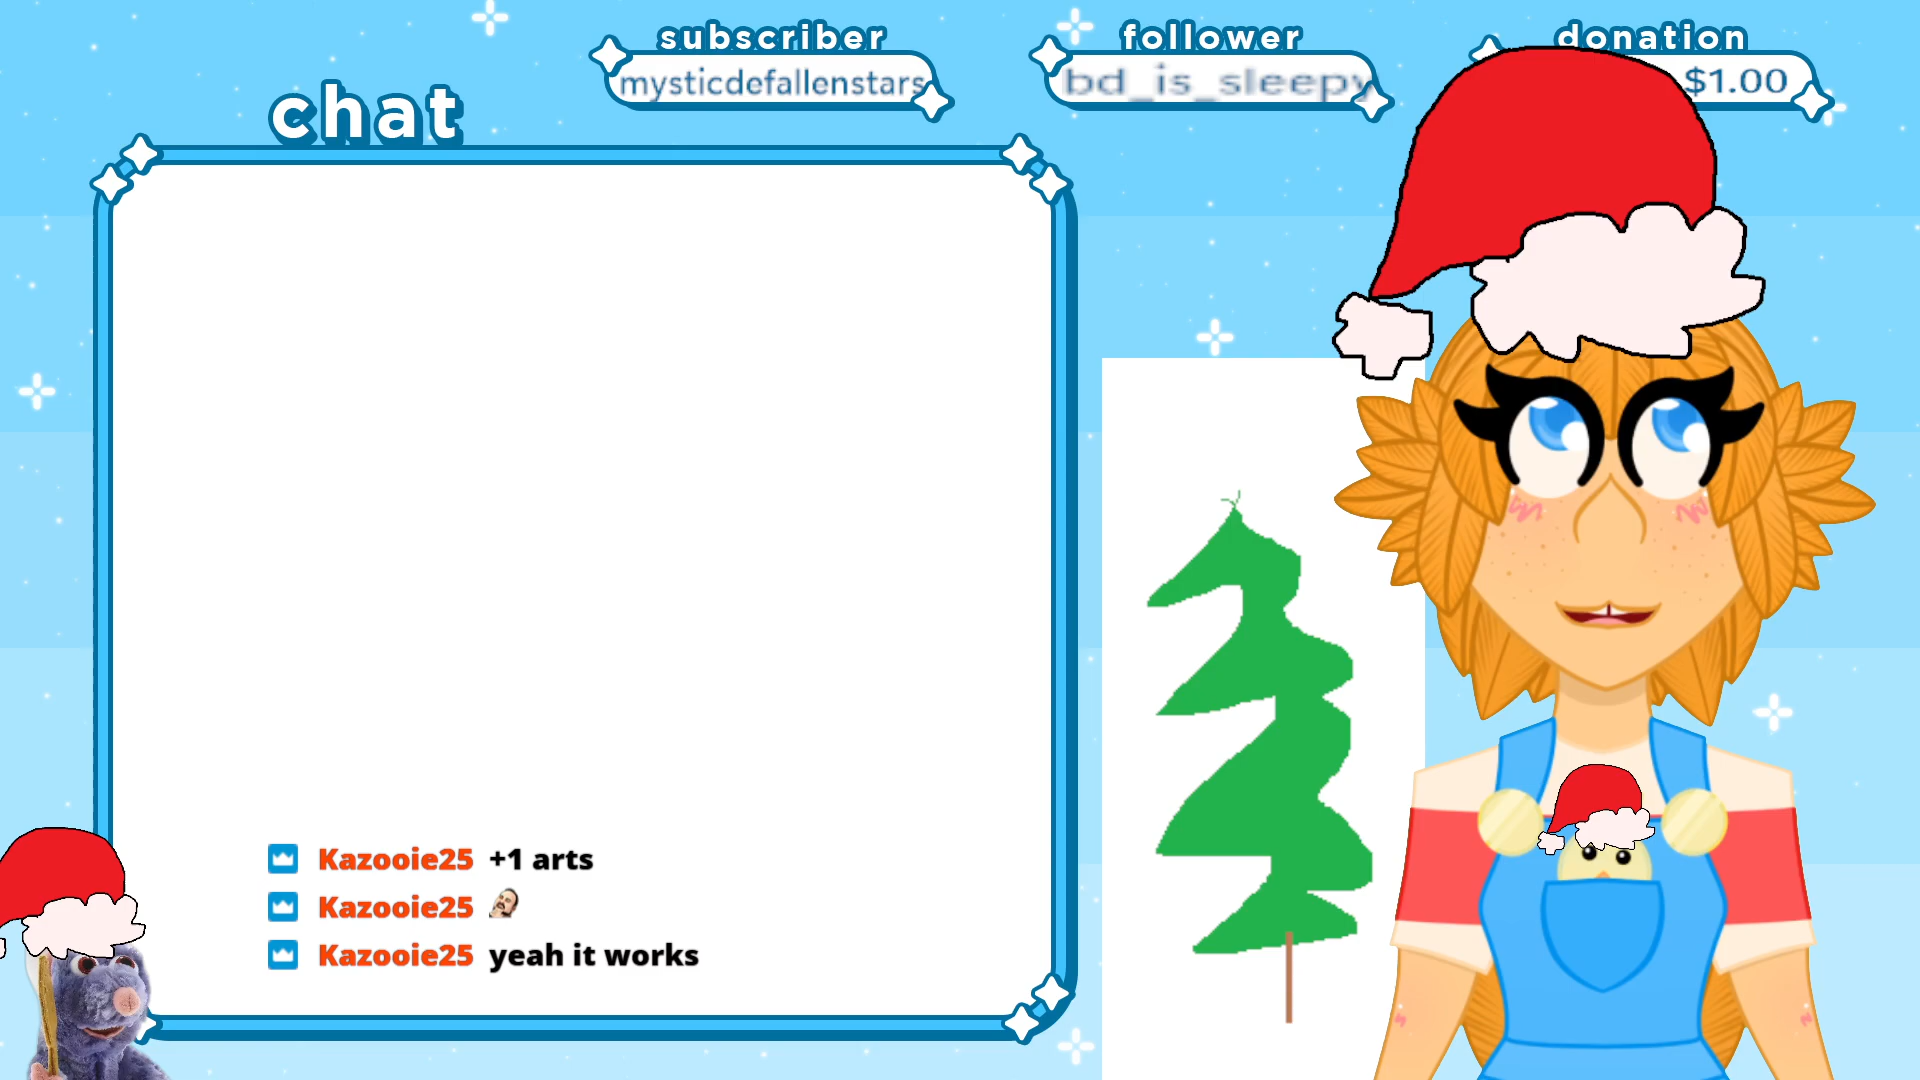 subscriber
mysticdefallenstars
follower
bd_is_sleepy
donation
$1.00
chat
Kazooie25 +1 arts
Kazooie25
Kazooie25 yeah it works